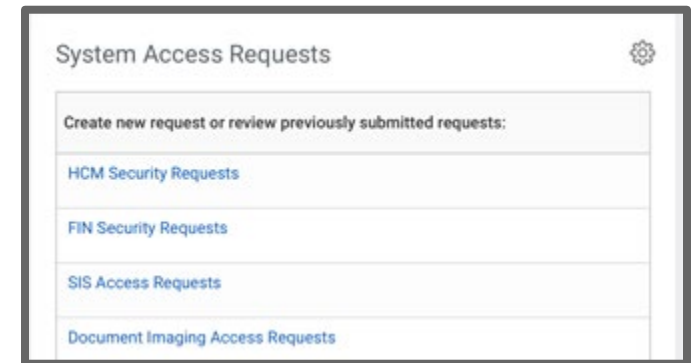 System Access Requests
Create new request or review previously submitted requests:
HCM Security Requests
FIN Security Requests
SIS Access Requests
Document Imaging Access Requests